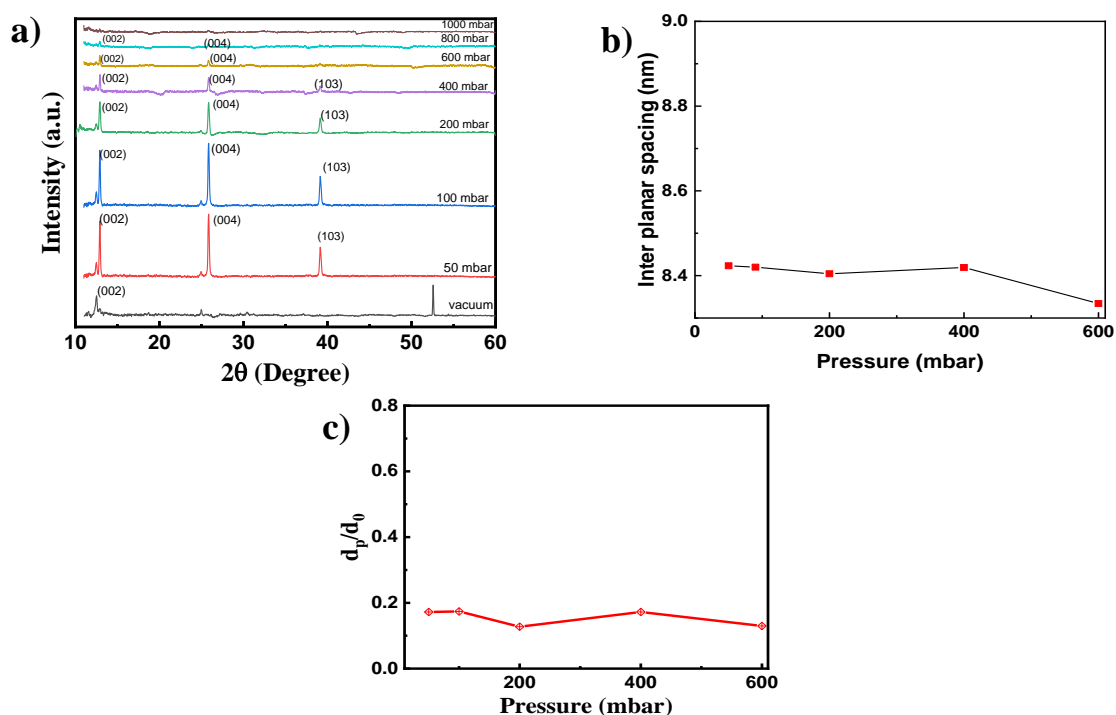 a)
Intensity (a.u.)
1000 mbar
(002) (004) 800 mbar
(002) (004) 600 mbar
(002) (004) (103) 400 mbar
(002) (004) (103) 200 mbar
(002) (004) (103) 100 mbar
(002) (004) (103) 50 mbar
(002) vacuum
10 20 30 40 50 60
2θ (Degree)
b)
Inter planar spacing (nm)
9.0
8.8
8.6
8.4
0 200 400 600
Pressure (mbar)
c)
dp/d0
0.8
0.6
0.4
0.2
0.0
200 400 600
Pressure (mbar)